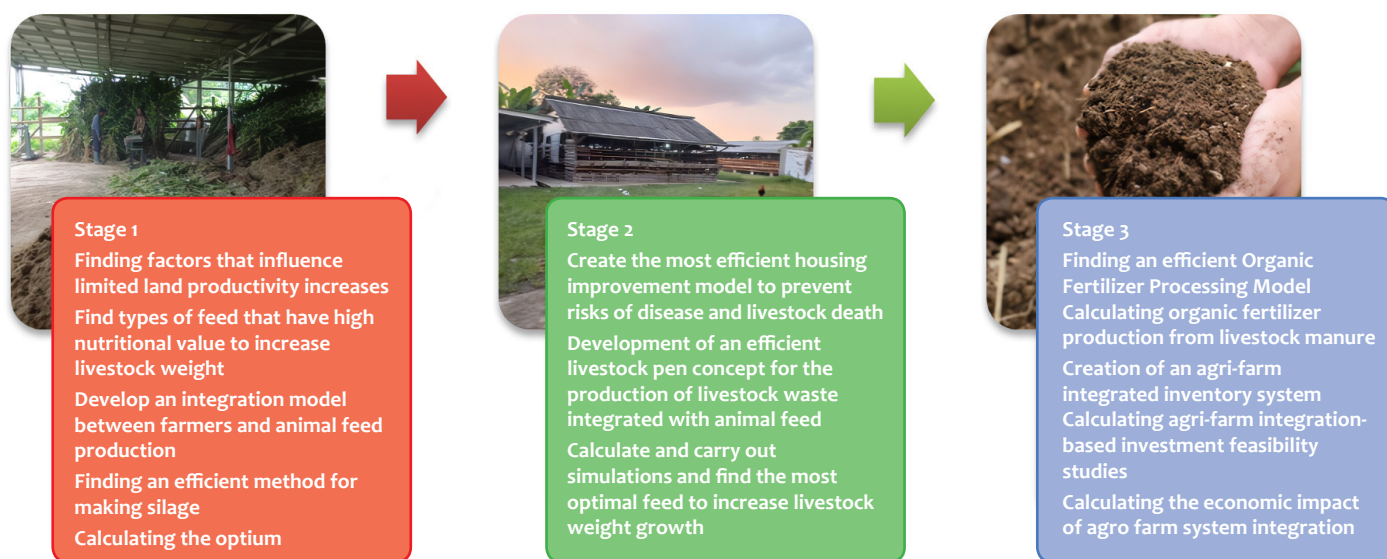 Stage 1
Finding factors that influence
limited land productivity increases
Find types of feed that have high
nutritional value to increase
livestock weight
Develop an integration model
between farmers and animal feed
production
Finding an efficient method for
making silage
Calculating the optium
Stage 2
Create the most efficient housing
improvement model to prevent
risks of disease and livestock death
Development of an efficient
livestock pen concept for the
production of livestock waste
integrated with animal feed
Calculate and carry out
simulations and find the most
optimal feed to increase livestock
weight growth
Stage 3
Finding an efficient Organic
Fertilizer Processing Model
Calculating organic fertilizer
production from livestock manure
Creation of an agri-farm
integrated inventory system
Calculating agri-farm integration-
based investment feasibility
studies
Calculating the economic impact
of agro farm system integration